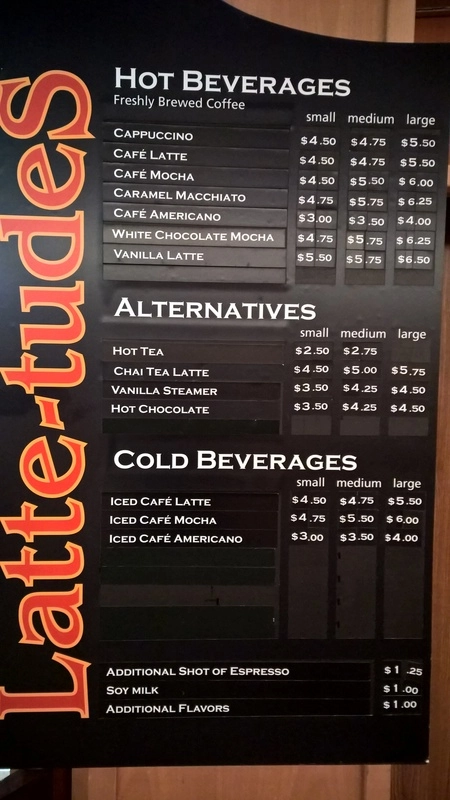 Latte-tudeS
HOT BEVERAGES
Freshly Brewed Coffee
small medium large
CAPPUCCINO $4.50 $4.75 $5.50
CAFÉ LATTE $4.50 $4.75 $5.50
CAFÉ MOCHA $4.50 $5.50 $6.00
CARAMEL MACCHIATO $4.75 $5.75 $6.25
CAFÉ AMERICANO $3.00 $3.50 $4.00
WHITE CHOCOLATE MOCHA $4.75 $5.75 $6.25
VANILLA LATTE $5.50 $5.75 $6.50
ALTERNATIVES
small medium large
HOT TEA $2.50 $2.75
CHAI TEA LATTE $4.50 $5.00 $5.75
VANILLA STEAMER $3.50 $4.25 $4.50
HOT CHOCOLATE $3.50 $4.25 $4.50
COLD BEVERAGES
small medium large
ICED CAFÉ LATTE $4.50 $4.75 $5.50
ICED CAFÉ MOCHA $4.75 $5.50 $6.00
ICED CAFÉ AMERICANO $3.00 $3.50 $4.00
ADDITIONAL SHOT OF ESPRESSO $1.25
SOY MILK $1.00
ADDITIONAL FLAVORS $1.00